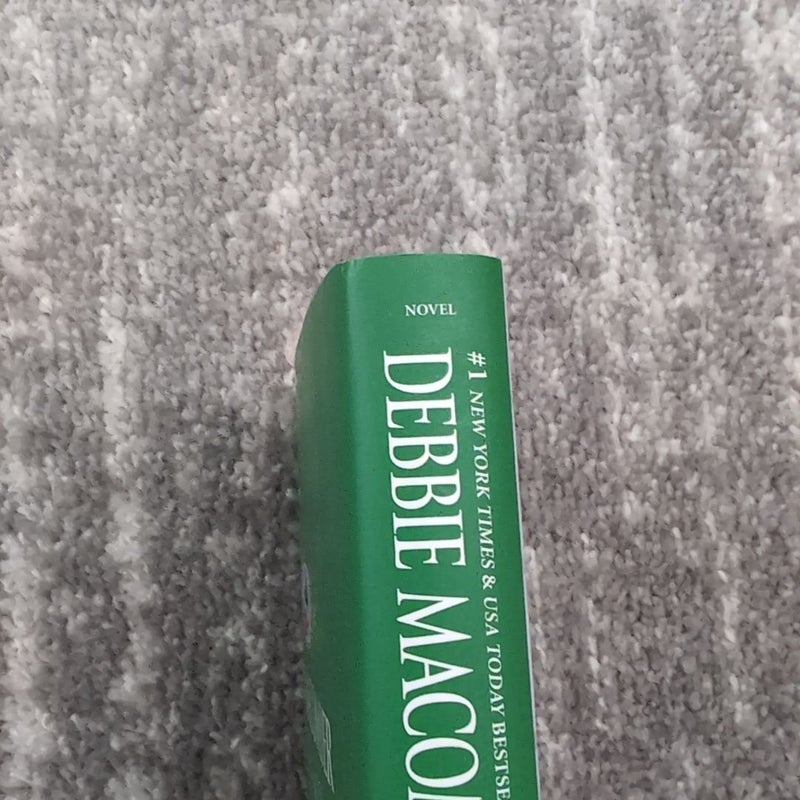 NOVEL
#1 NEW YORK TIMES & USA TODAY BESTSE
DEBBIE MACO